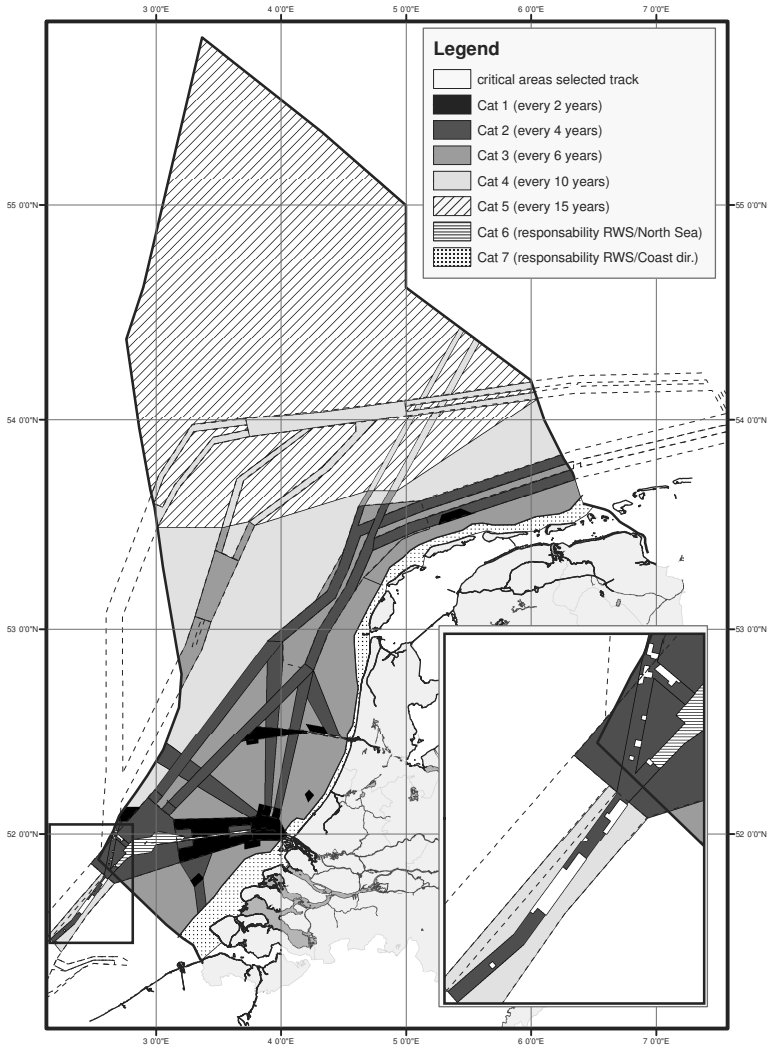 3 0'0"E 4 0'0"E 5 0'0"E 6 0'0"E 7 0'0"E
Legend
critical areas selected track
Cat 1 (every 2 years)
Cat 2 (every 4 years)
Cat 3 (every 6 years)
Cat 4 (every 10 years)
Cat 5 (every 15 years)
Cat 6 (responsability RWS/North Sea)
Cat 7 (responsability RWS/Coast dir.)
55 0'0"N 55 0'0"N
54 0'0"N 54 0'0"N
53 0'0"N 53 0'0"N
52 0'0"N 52 0'0"N
3 0'0"E 4 0'0"E 5 0'0"E 6 0'0"E 7 0'0"E